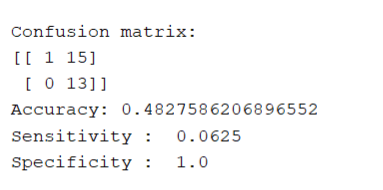 Confusion matrix:
[[ 1 15]
 [ 0 13]]
Accuracy: 0.4827586206896552
Sensitivity :  0.0625
Specificity :  1.0